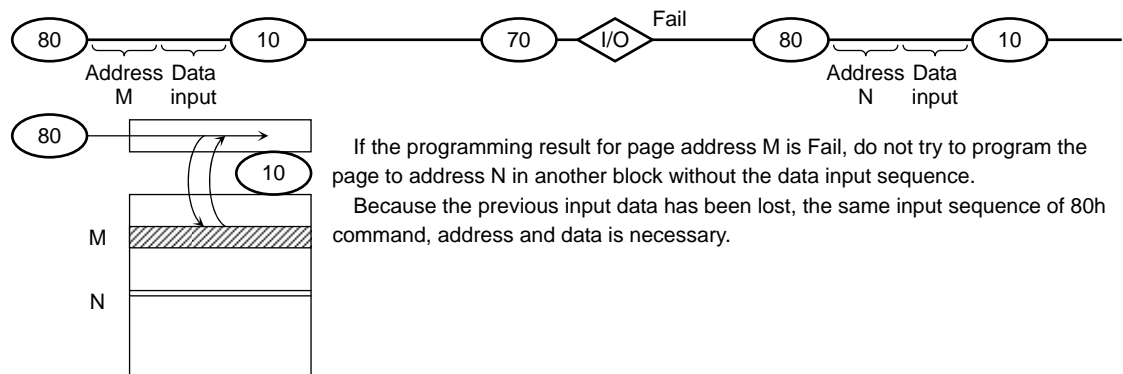 Fail
80 10 70 I/O 80 10
Address Data Address Data
M input N input
80
10
If the programming result for page address M is Fail, do not try to program the
page to address N in another block without the data input sequence.
Because the previous input data has been lost, the same input sequence of 80h
command, address and data is necessary.
M
N